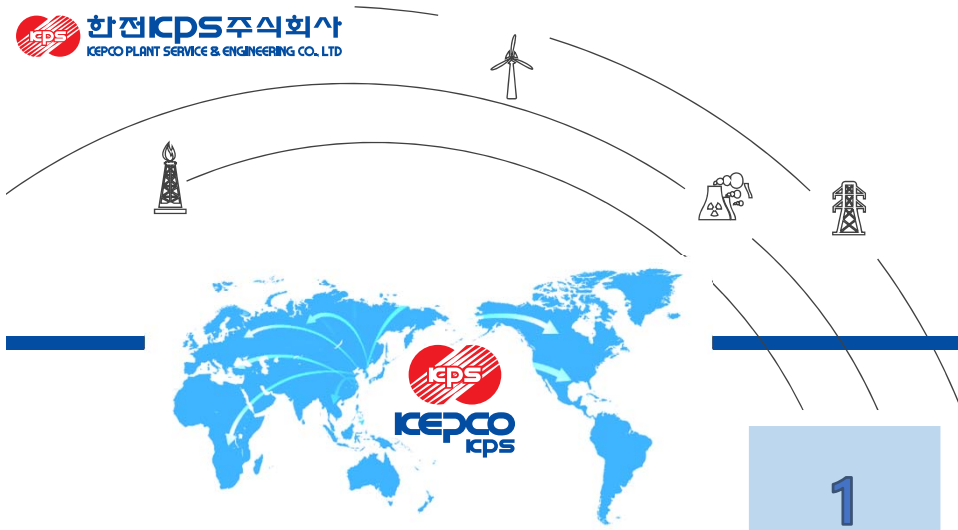 KPS 한전KPS주식회사
KEPCO PLANT SERVICE & ENGINEERING CO., LTD
KPS
KEPCO
KPS
1